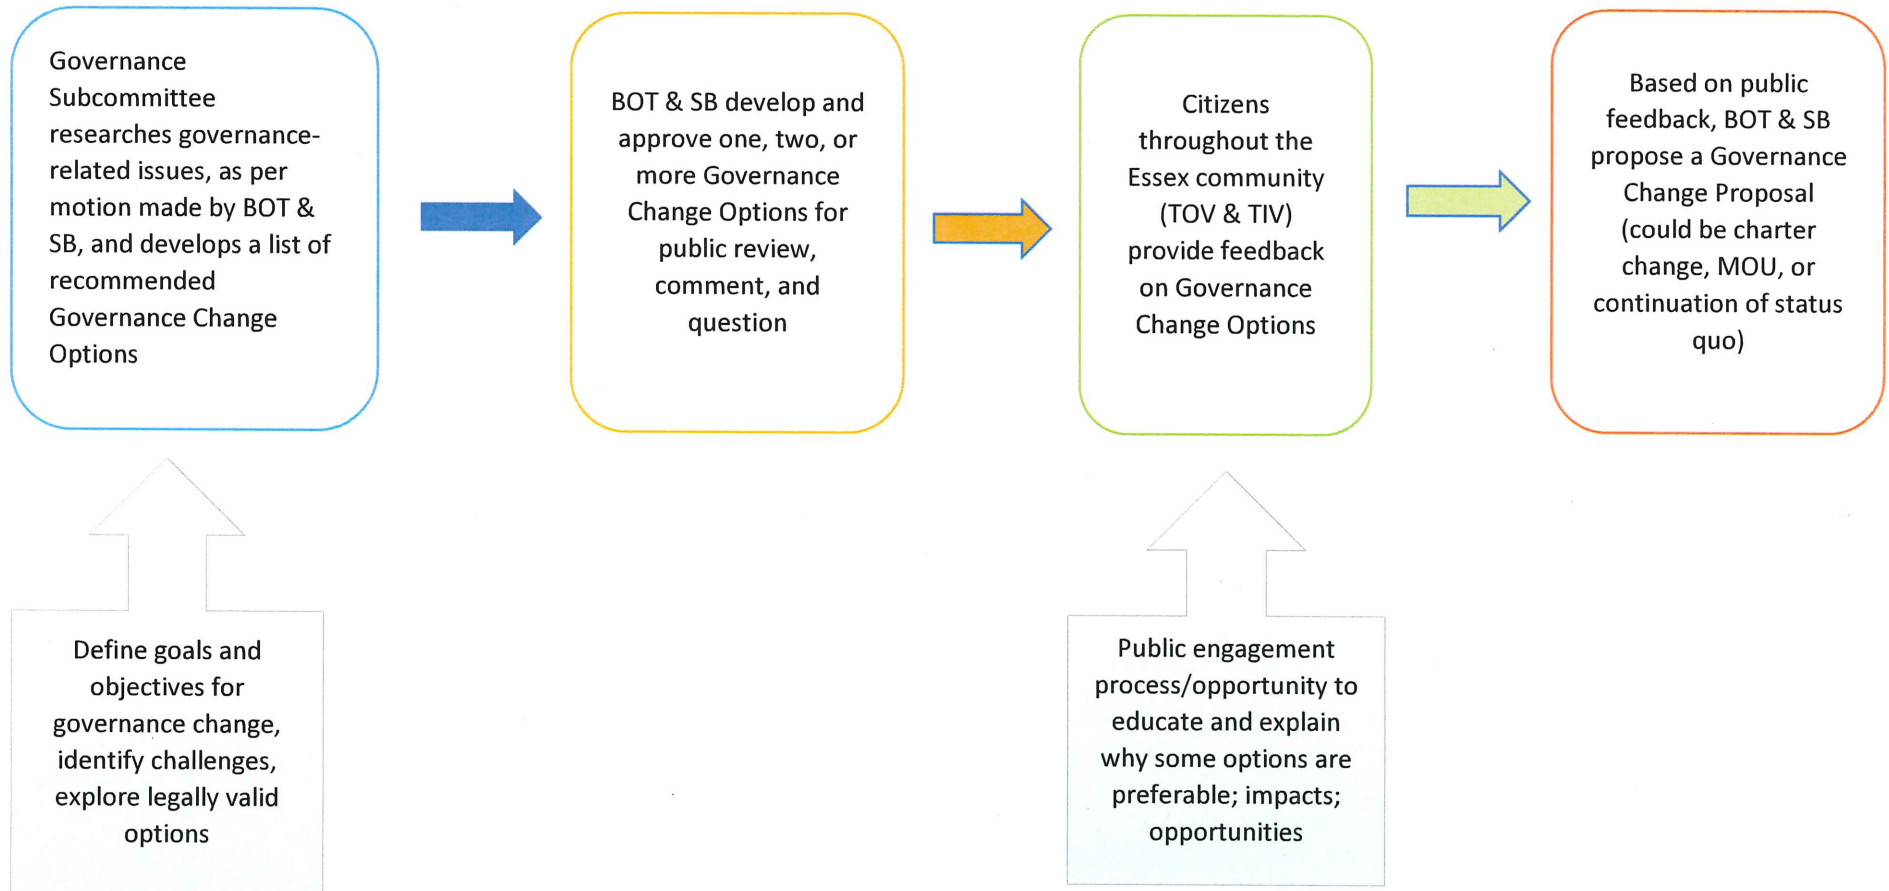 Governance
Subcommittee
researches governance-
related issues, as per
motion made by BOT &
SB, and develops a list of
recommended
Governance Change
Options
BOT & SB develop and
approve one, two, or
more Governance
Change Options for
public review,
comment, and
question
Citizens
throughout the
Essex community
(TOV & TIV)
provide feedback
on Governance
Change Options
Based on public
feedback, BOT & SB
propose a Governance
Change Proposal
(could be charter
change, MOU, or
continuation of status
quo)
Define goals and
objectives for
governance change,
identify challenges,
explore legally valid
options
Public engagement
process/opportunity to
educate and explain
why some options are
preferable; impacts;
opportunities